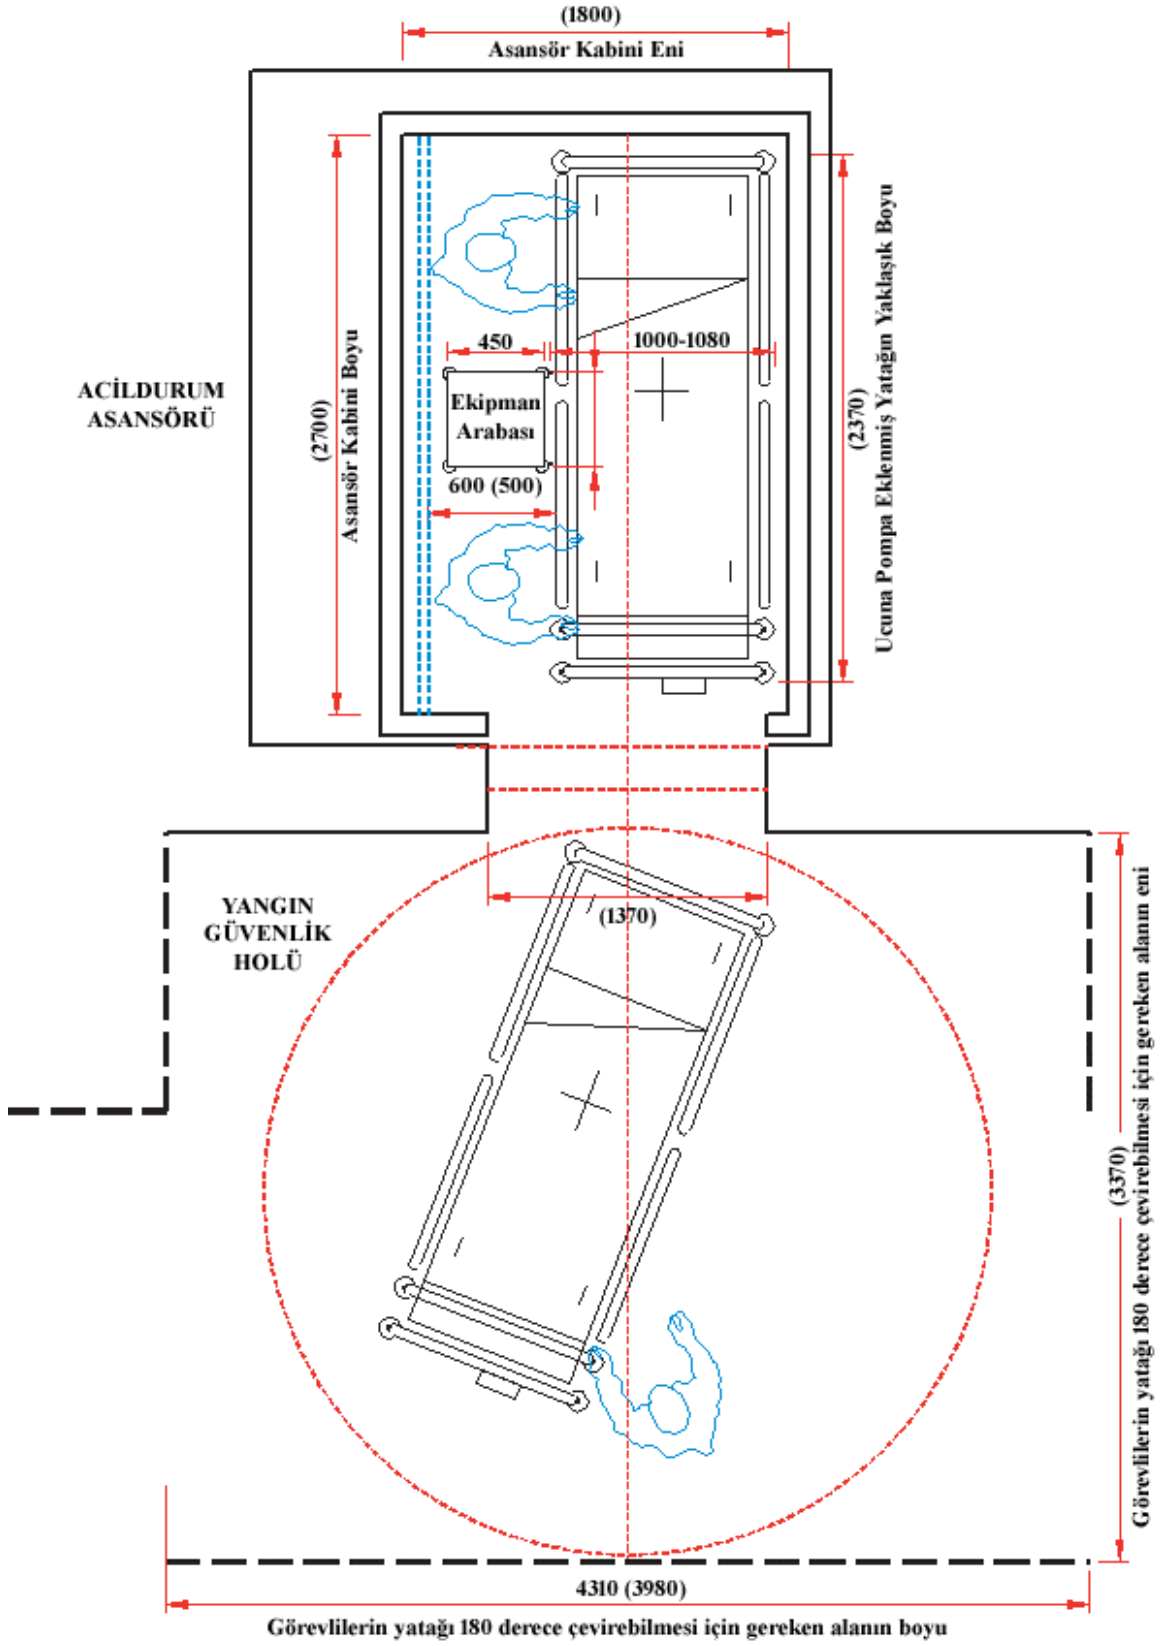 (1800)
Asansör Kabini Eni
ACİLDURUM
ASANSÖRÜ
(2700)
Asansör Kabini Boyu
450
1000-1080
Ekipman
Arabası
600 (500)
(2370)
Ucuna Pompa Eklenmiş Yatağın Yaklaşık Boyu
YANGIN
GÜVENLİK
HOLÜ
(1370)
(3370)
Görevlilerin yatağı 180 derece çevirebilmesi için gereken alanın eni
4310 (3980)
Görevlilerin yatağı 180 derece çevirebilmesi için gereken alanın boyu